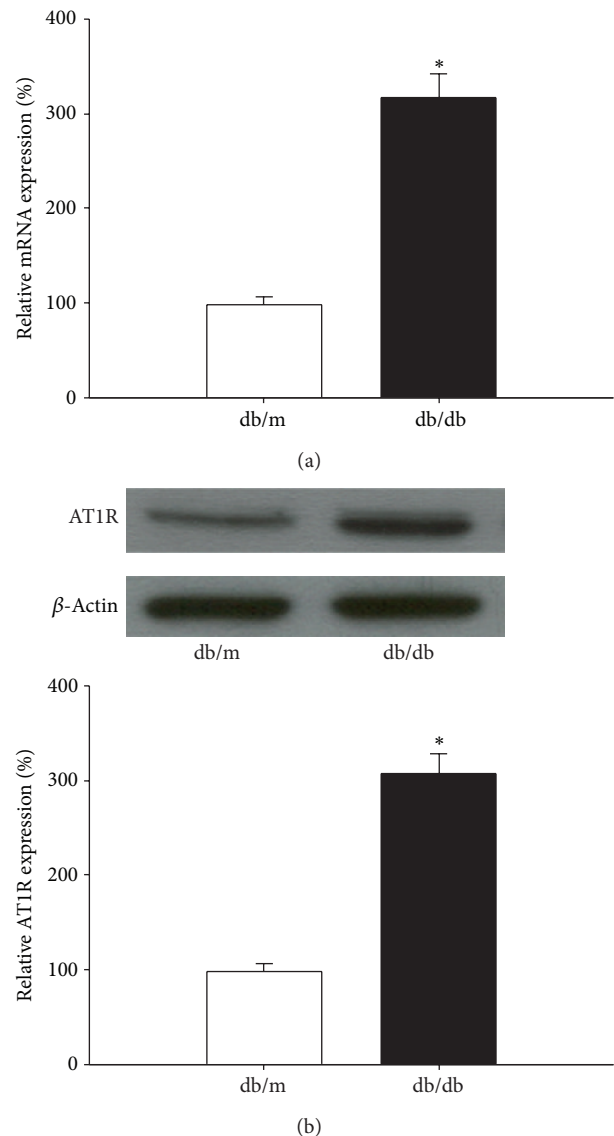 400
300
200
100
0
Relative mRNA expression (%)
*
db/m db/db
(a)
AT1R
β-Actin
db/m db/db
400
300
200
100
0
Relative AT1R expression (%)
*
db/m db/db
(b)